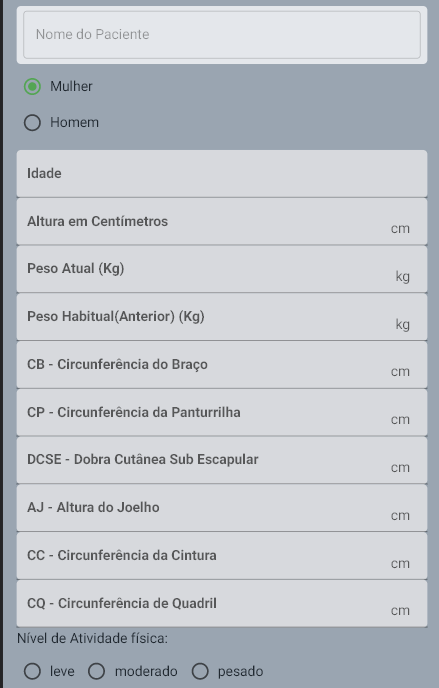 Nome do Paciente
Mulher
Homem
Idade
Altura em Centímetros
cm
Peso Atual (Kg)
kg
Peso Habitual(Anterior) (Kg)
kg
CB - Circunferência do Braço
cm
CP - Circunferência da Panturrilha
cm
DCSE - Dobra Cutânea Sub Escapular
cm
AJ - Altura do Joelho
cm
CC - Circunferência da Cintura
cm
CQ - Circunferência de Quadril
cm
Nível de Atividade física:
leve moderado pesado